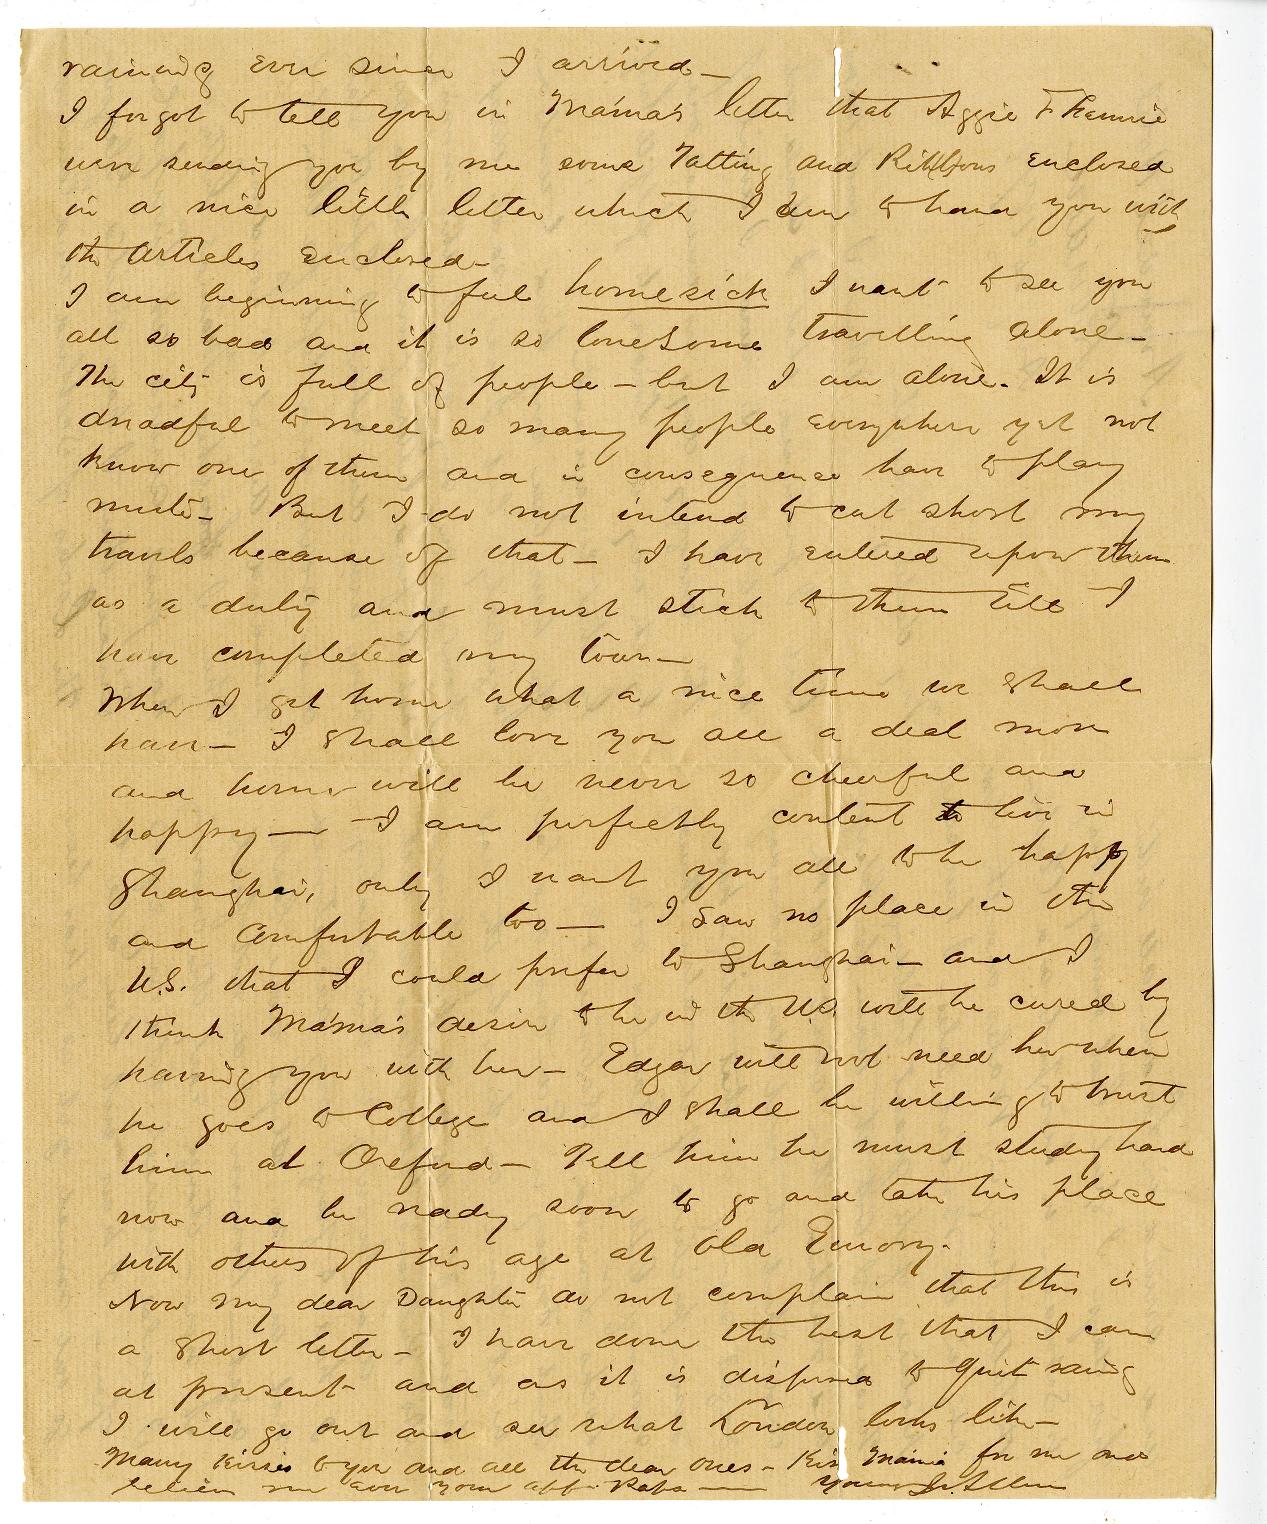 raining ever since I arrived—
I forgot to tell you in Mama's letter that Aggie &
were sending you by me some Tatting and Ribbons enclosed
in a nice little letter which I am to hand you with
the articles enclosed—
I am beginning to feel homesick I want to see you
all so bad and it is so lonesome travelling alone—
The city is full of people — but I am alone. It is
dreadful to meet so many people everywhere yet not
know one of them and in consequence have to play
mute— But I do not intend to cut short my
travels because of that — I have entered upon them
as a duty and must stick to them till I
have completed my tour—
When I get home what a nice time we shall
have — I shall love you all a deal more
and home will be never so cheerful and
happy — I am perfectly content to live in
Shanghai, only I want you all to be happy
and comfortable too — I saw no place in the
U.S. that I could prefer to Shanghai — and I
think Mama's desire to be in the U.S. will be cured by
having you with her — Edgar will not need her when
he goes to College and I shall be willing to trust
him at Oxford — Tell him he must study hard
now and be ready soon to go and take his place
with others of his age at Old Emory.
Now my dear Daughter do not complain that this is
a short letter — I have done the best that I can
at present and as it is disposed to quit raining
I will go out and see what London looks like—
Many kisses to you and all the dear ones — Kiss Mama for me and
believe me ever your aff. Papa — Young J. Allen